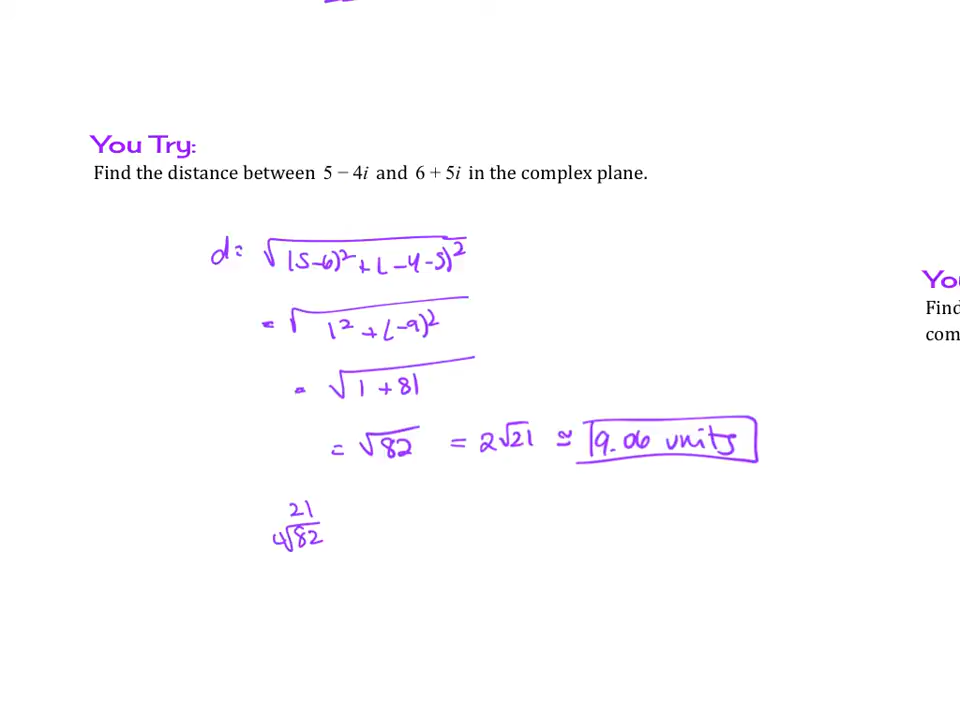 You Try:
Find the distance between 5 − 4i and 6 + 5i in the complex plane.
d= √(5-6)² + (-4-5)²
= √1² + (-9)²
= √1 + 81
= √82 = 2√21 ≅ 9.06 units
21
4√82
You
Find
com